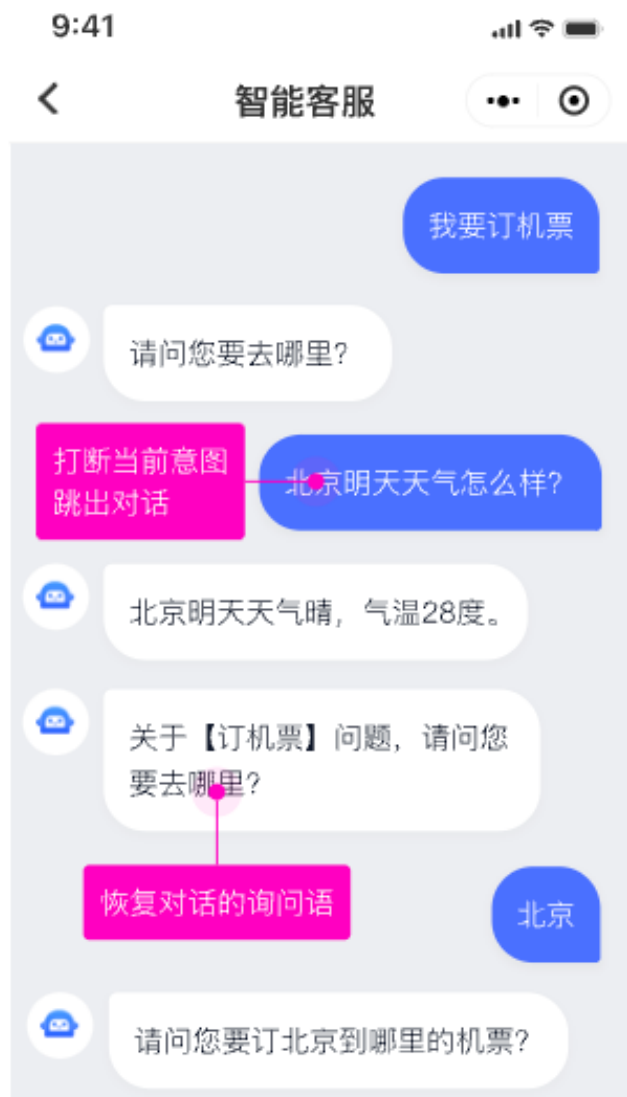 9:41
智能客服
我要订机票
请问您要去哪里?
打断当前意图
跳出对话
北京明天天气怎么样?
北京明天天气晴，气温28度。
关于【订机票】问题，请问您
要去哪里?
恢复对话的询问语
北京
请问您要订北京到哪里的机票?